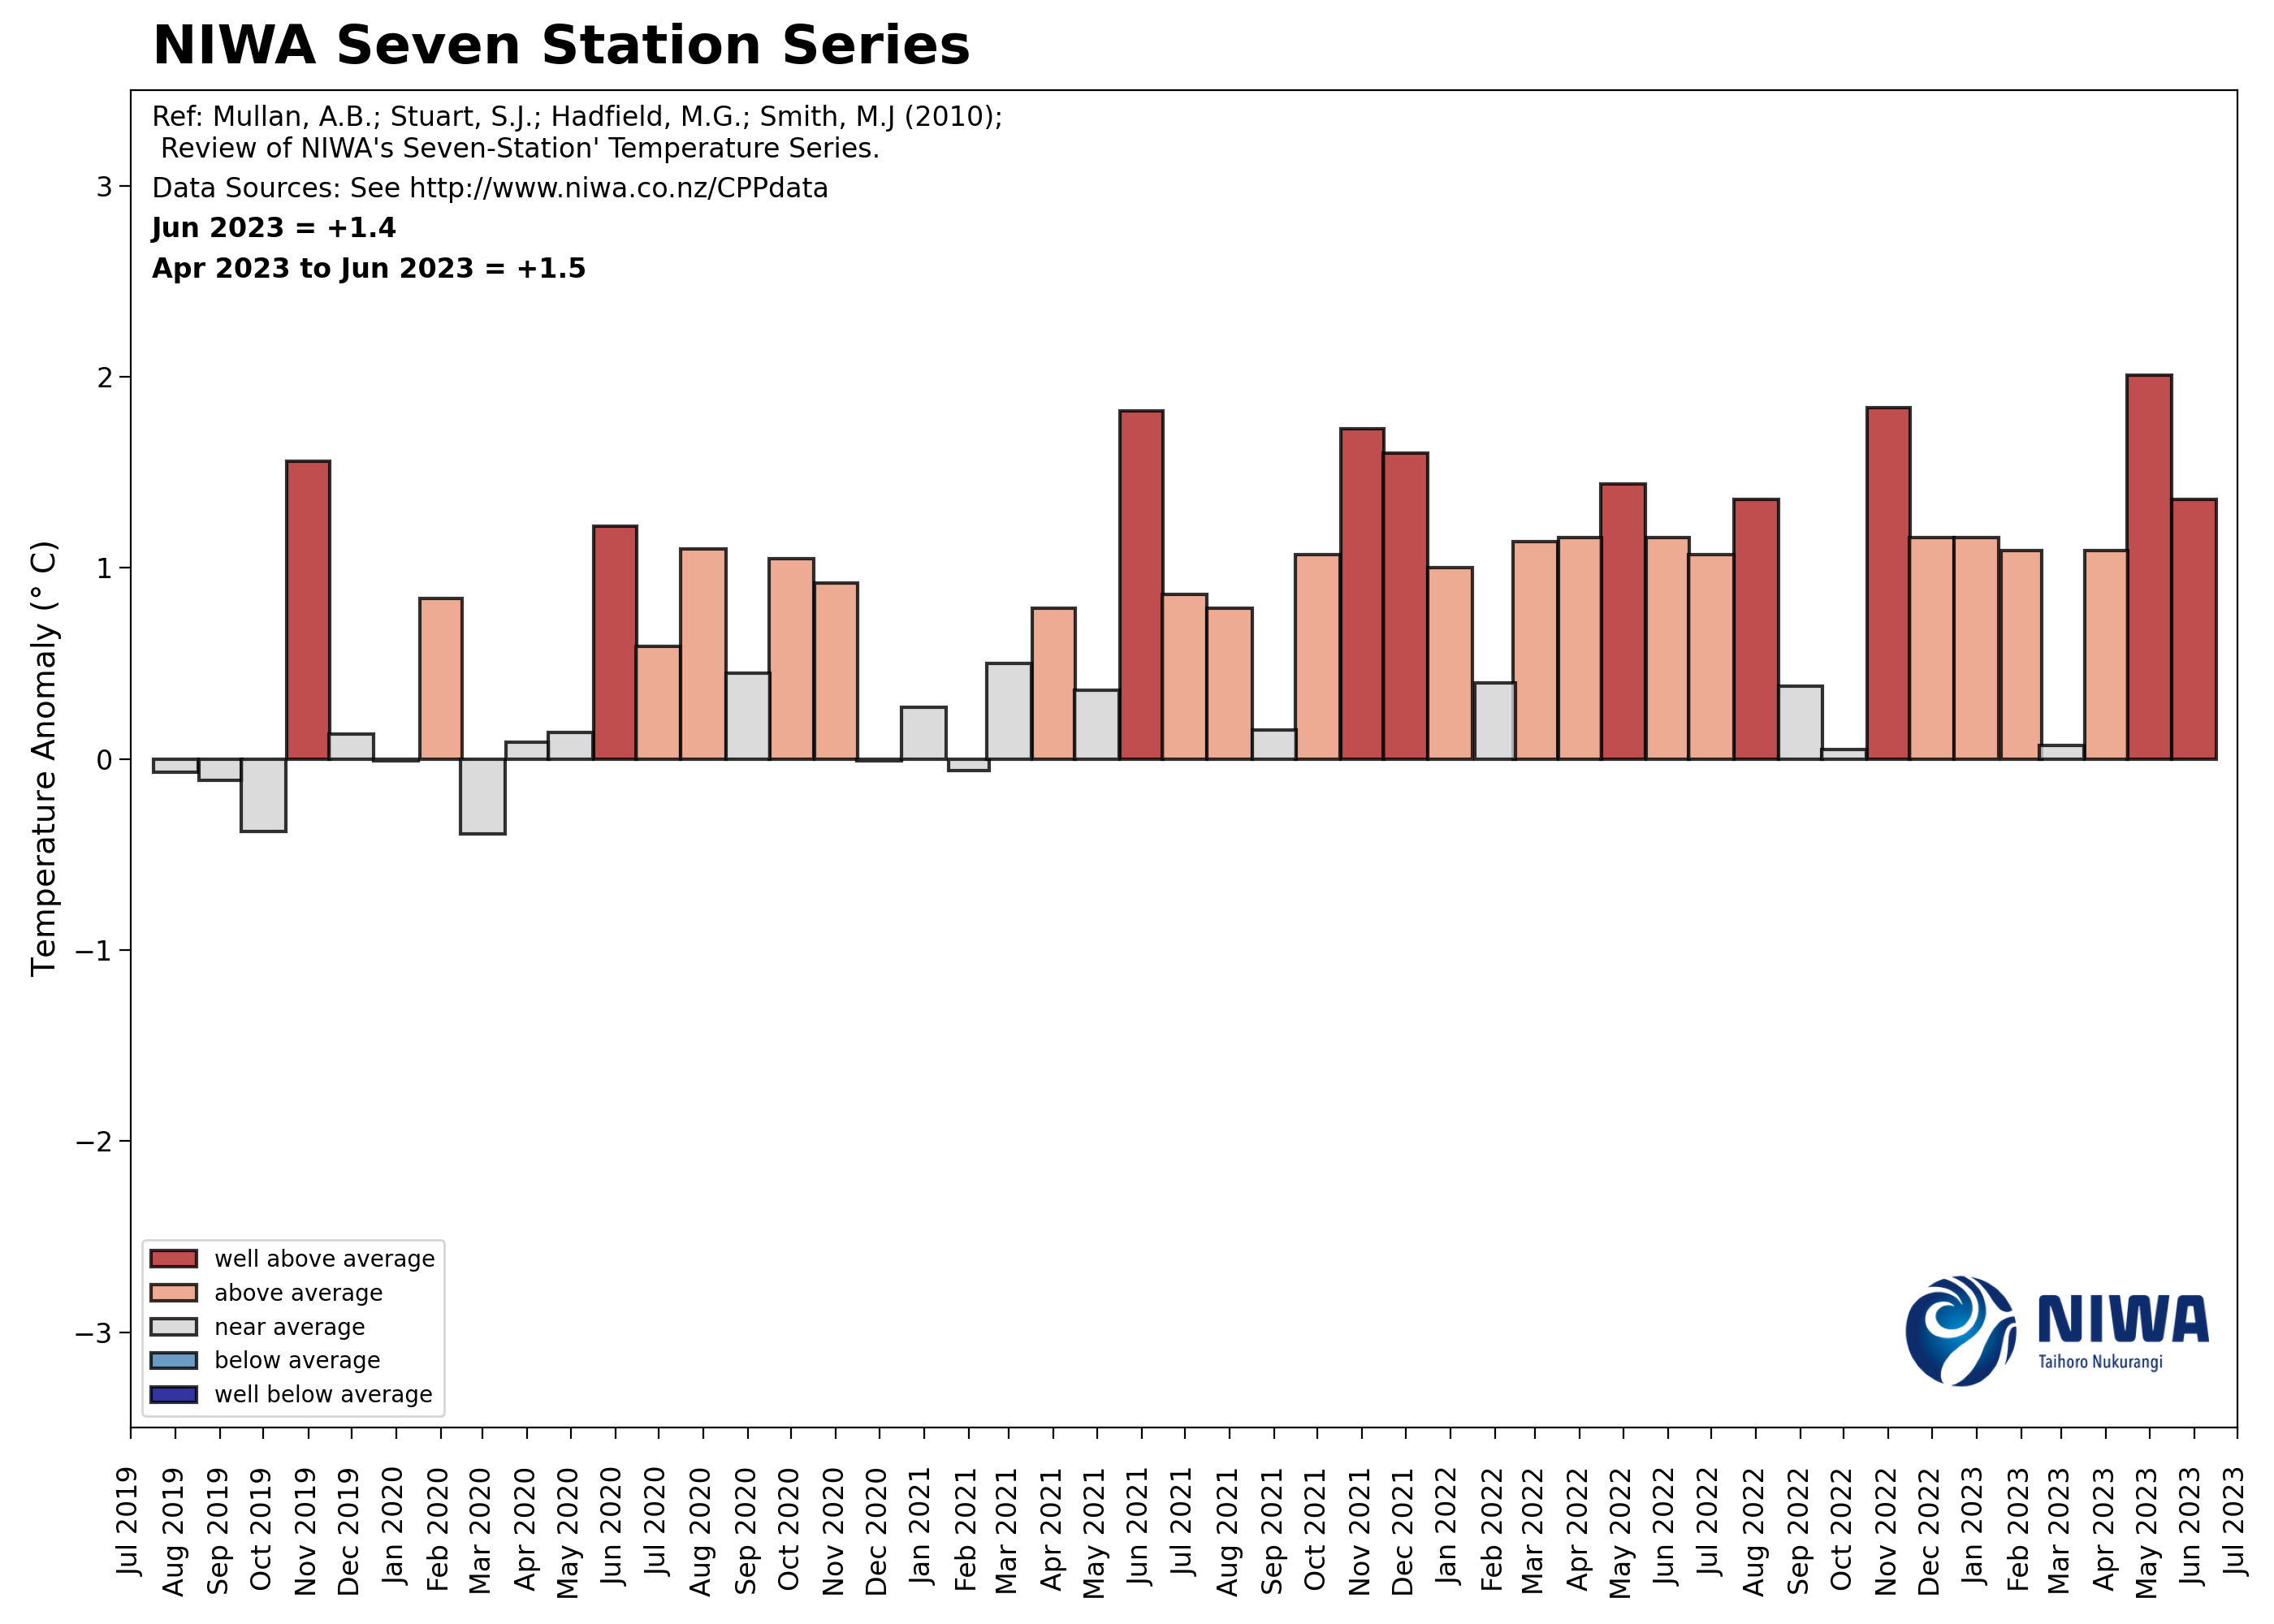 NIWA Seven Station Series
Ref: Mullan, A.B.; Stuart, S.J.; Hadfield, M.G.; Smith, M.J (2010);
Review of NIWA's Seven-Station' Temperature Series.
Data Sources: See http://www.niwa.co.nz/CPPdata
Jun 2023 = +1.4
Apr 2023 to Jun 2023 = +1.5
Temperature Anomaly (° C)
3
2
1
0
−1
−2
−3
well above average
above average
near average
below average
well below average
NIWA
Taihoro Nukurangi
Jul 2019
Aug 2019
Sep 2019
Oct 2019
Nov 2019
Dec 2019
Jan 2020
Feb 2020
Mar 2020
Apr 2020
May 2020
Jun 2020
Jul 2020
Aug 2020
Sep 2020
Oct 2020
Nov 2020
Dec 2020
Jan 2021
Feb 2021
Mar 2021
Apr 2021
May 2021
Jun 2021
Jul 2021
Aug 2021
Sep 2021
Oct 2021
Nov 2021
Dec 2021
Jan 2022
Feb 2022
Mar 2022
Apr 2022
May 2022
Jun 2022
Jul 2022
Aug 2022
Sep 2022
Oct 2022
Nov 2022
Dec 2022
Jan 2023
Feb 2023
Mar 2023
Apr 2023
May 2023
Jun 2023
Jul 2023